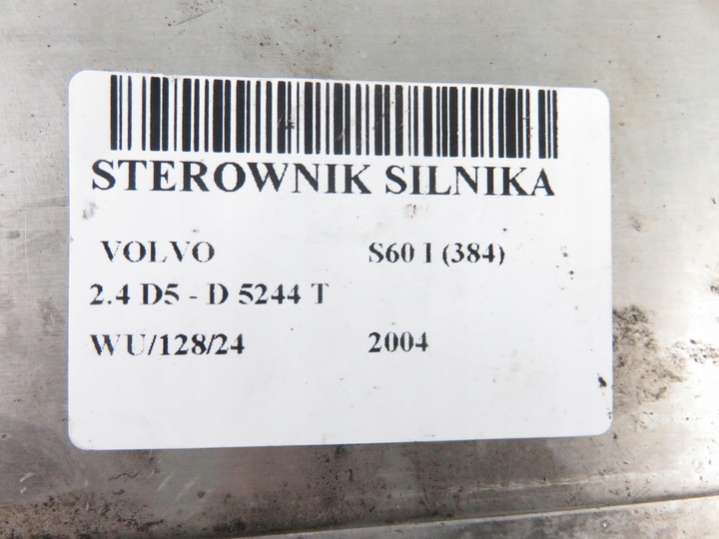 STEROWNIK SILNIKA
VOLVO S60 I (384)
2.4 D5 - D 5244 T
WU/128/24 2004